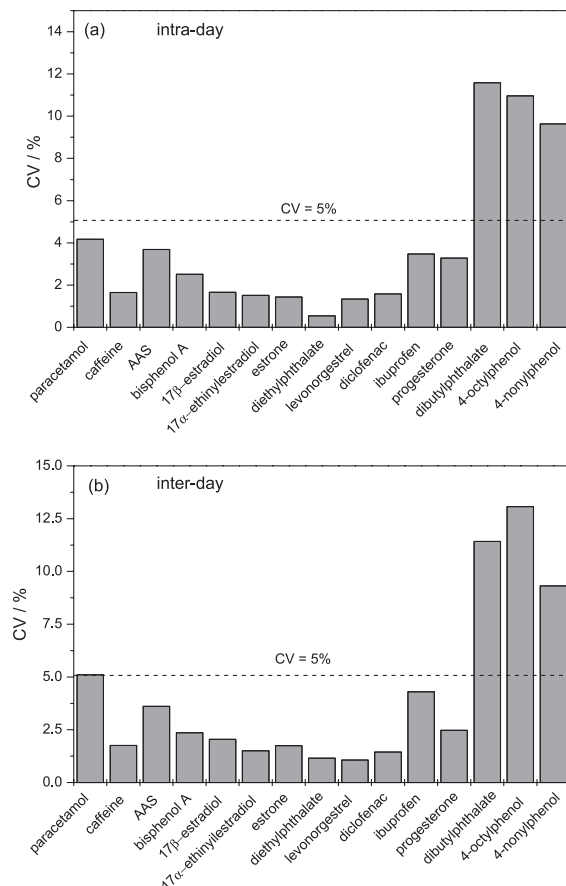 (a) intra-day
14
12
10
8
6
4
2
0
CV / %
CV = 5%
paracetamol
caffeine
AAS
bisphenol A
17β−estradiol
17α−ethinylestradiol
estrone
diethylphthalate
levonorgestrel
diclofenac
ibuprofen
progesterone
dibutylphthalate
4-octylphenol
4-nonylphenol
(b) inter-day
15.0
12.5
10.0
7.5
5.0
2.5
0.0
CV / %
CV = 5%
paracetamol
caffeine
AAS
bisphenol A
17β−estradiol
17α−ethinyilestradiol
estrone
diethylphthalate
levonorgestrel
diclofenac
ibuprofen
progesterone
dibutylphthalate
4-octylphenol
4-nonylphenol